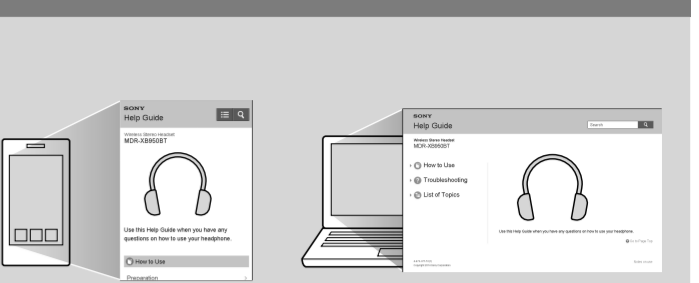 SONY
Help Guide
Wireless Stereo Headset
MDR-XB950BT
Use this Help Guide when you have any
questions on how to use your headphone.
How to Use
Preparation
SONY
Help Guide
Search
Wireless Stereo Headset
MDR-XB950BT
How to Use
Troubleshooting
List of Topics
Use this Help Guide when you have any questions on how to use your headphone.
Go to Page Top